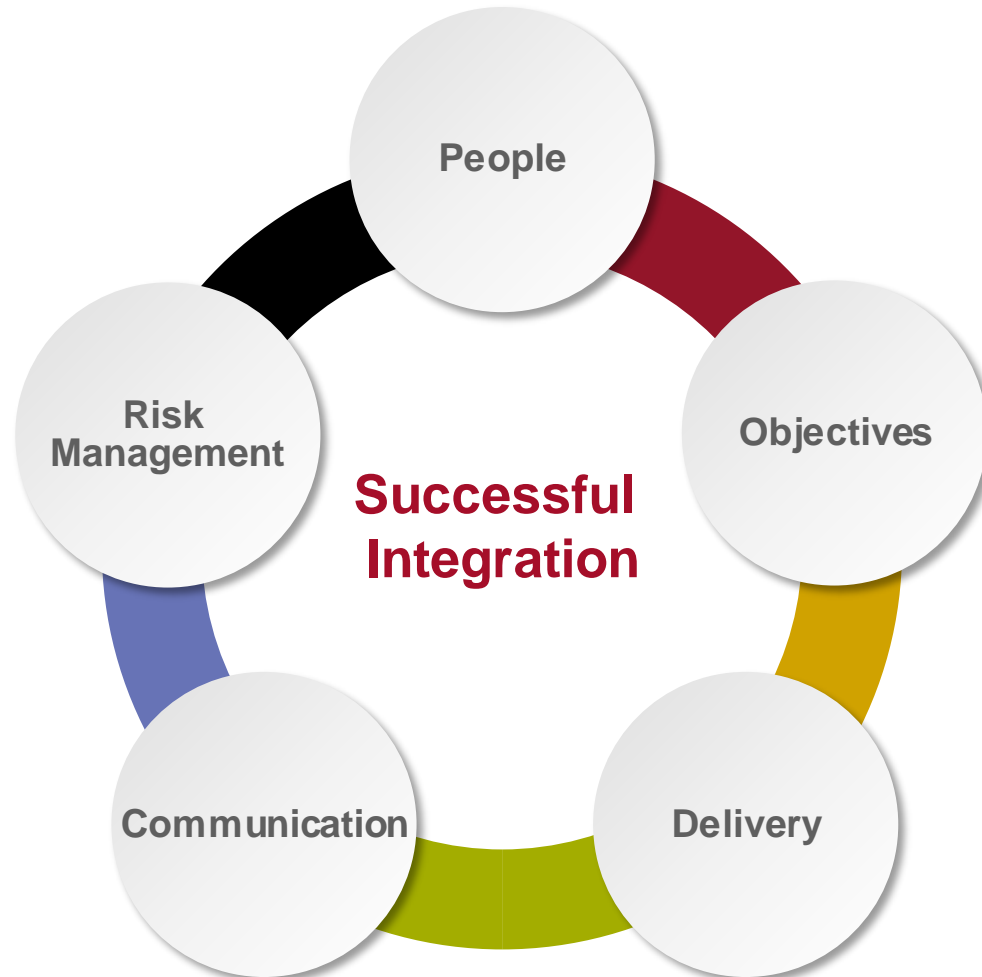 People
Risk
Management
Objectives
Successful
Integration
Communication
Delivery